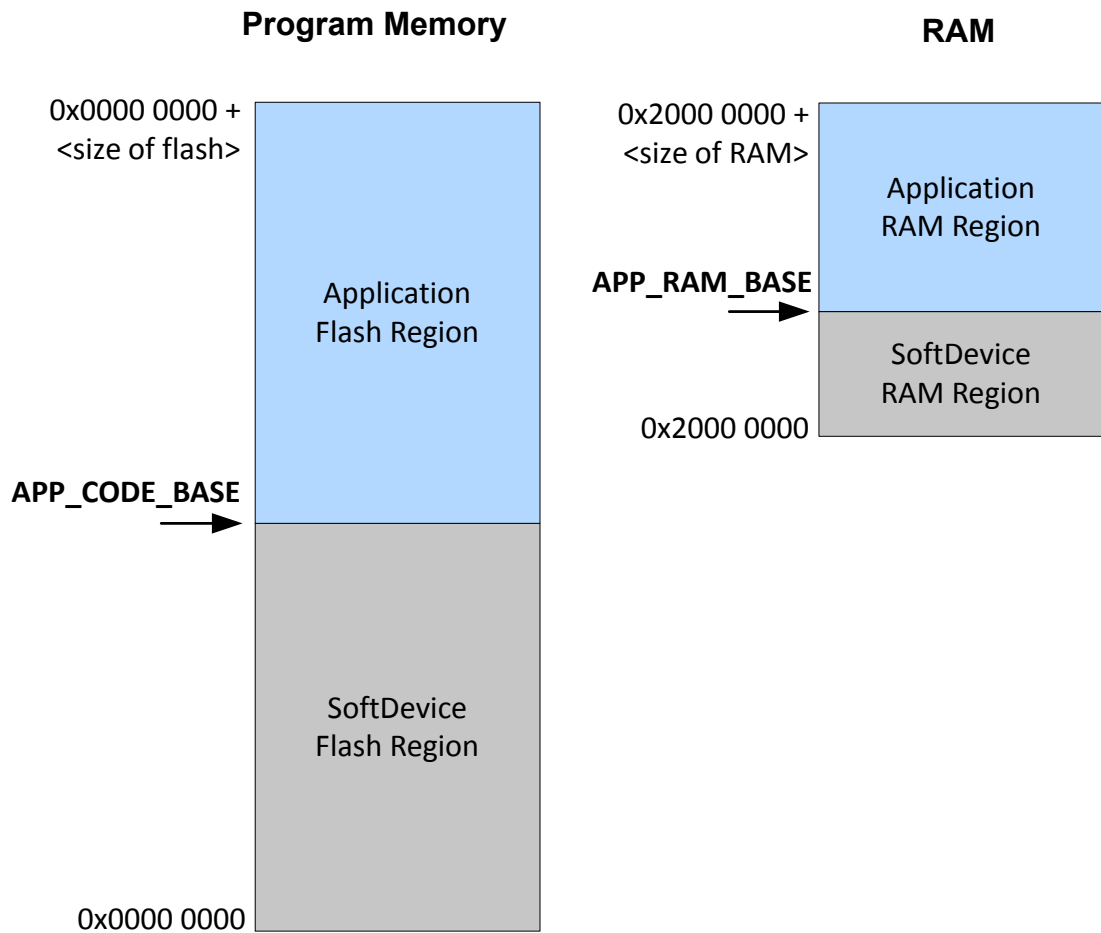 Program Memory
0x0000 0000 +
<size of flash>
Application
Flash Region
APP_CODE_BASE
SoftDevice
Flash Region
0x0000 0000
RAM
0x2000 0000 +
<size of RAM>
Application
RAM Region
APP_RAM_BASE
SoftDevice
RAM Region
0x2000 0000